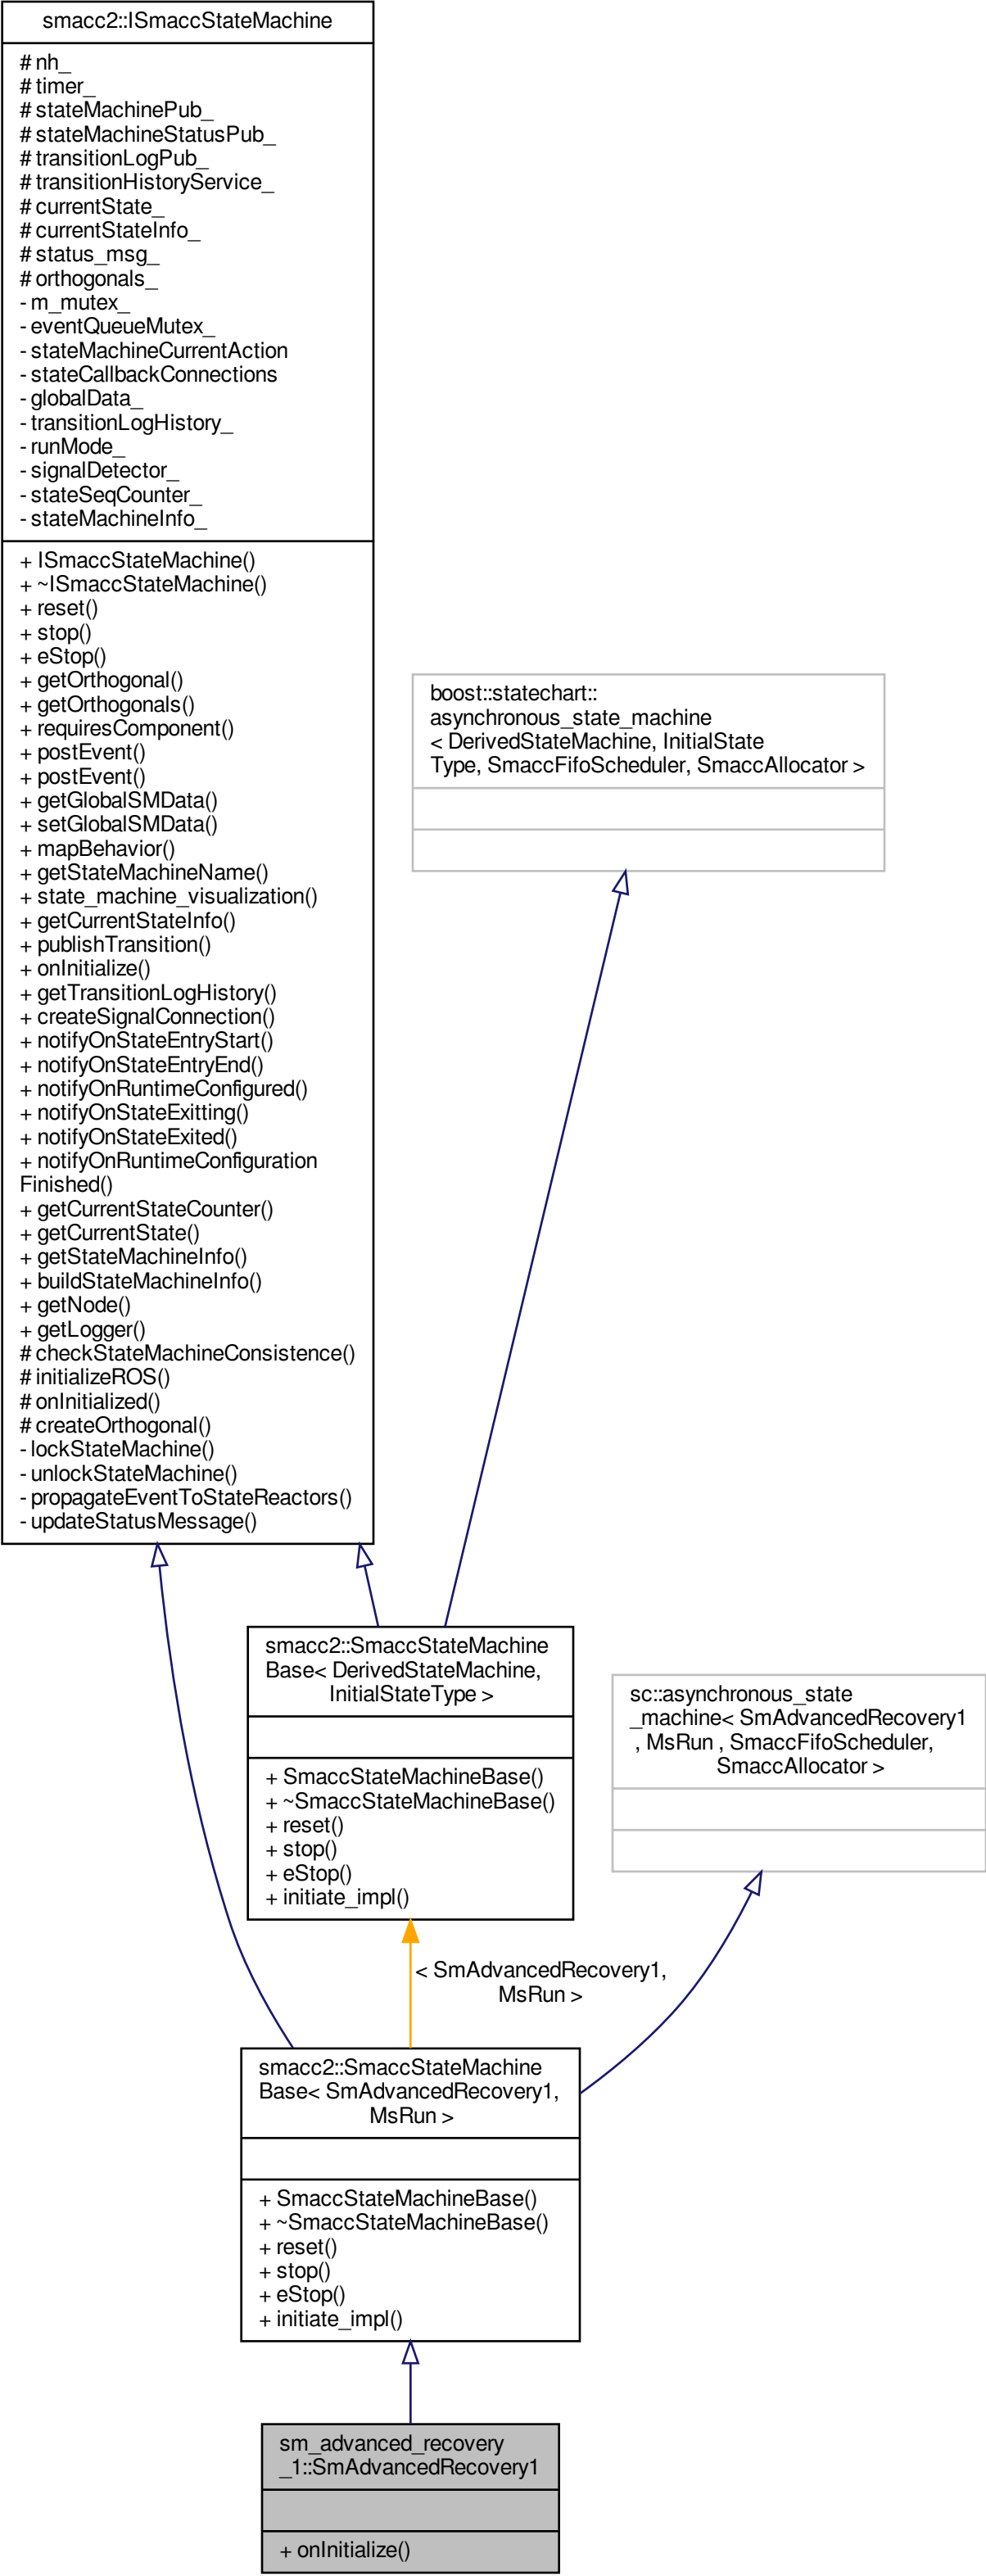 smacc2::ISmaccStateMachine
# nh_
# timer_
# stateMachinePub_
# stateMachineStatusPub_
# transitionLogPub_
# transitionHistoryService_
# currentState_
# currentStateInfo_
# status_msg_
# orthogonals_
- m_mutex_
- eventQueueMutex_
- stateMachineCurrentAction
- stateCallbackConnections
- globalData_
- transitionLogHistory_
- runMode_
- signalDetector_
- stateSeqCounter_
- stateMachineInfo_
+ ISmaccStateMachine()
+ ~ISmaccStateMachine()
+ reset()
+ stop()
+ eStop()
+ getOrthogonal()
+ getOrthogonals()
+ requiresComponent()
+ postEvent()
+ postEvent()
+ getGlobalSMData()
+ setGlobalSMData()
+ mapBehavior()
+ getStateMachineName()
+ state_machine_visualization()
+ getCurrentStateInfo()
+ publishTransition()
+ onInitialize()
+ getTransitionLogHistory()
+ createSignalConnection()
+ notifyOnStateEntryStart()
+ notifyOnStateEntryEnd()
+ notifyOnRuntimeConfigured()
+ notifyOnStateExitting()
+ notifyOnStateExited()
+ notifyOnRuntimeConfiguration
Finished()
+ getCurrentStateCounter()
+ getCurrentState()
+ getStateMachineInfo()
+ buildStateMachineInfo()
+ getNode()
+ getLogger()
# checkStateMachineConsistence()
# initializeROS()
# onInitialized()
# createOrthogonal()
- lockStateMachine()
- unlockStateMachine()
- propagateEventToStateReactors()
- updateStatusMessage()
boost::statechart::
asynchronous_state_machine
< DerivedStateMachine, InitialState
Type, SmaccFifoScheduler, SmaccAllocator >
smacc2::SmaccStateMachine
Base< DerivedStateMachine,
InitialStateType >
+ SmaccStateMachineBase()
+ ~SmaccStateMachineBase()
+ reset()
+ stop()
+ eStop()
+ initiate_impl()
sc::asynchronous_state
_machine< SmAdvancedRecovery1
, MsRun , SmaccFifoScheduler,
SmaccAllocator >
< SmAdvancedRecovery1,
MsRun >
smacc2::SmaccStateMachine
Base< SmAdvancedRecovery1,
MsRun >
+ SmaccStateMachineBase()
+ ~SmaccStateMachineBase()
+ reset()
+ stop()
+ eStop()
+ initiate_impl()
sm_advanced_recovery
_1::SmAdvancedRecovery1
+ onInitialize()